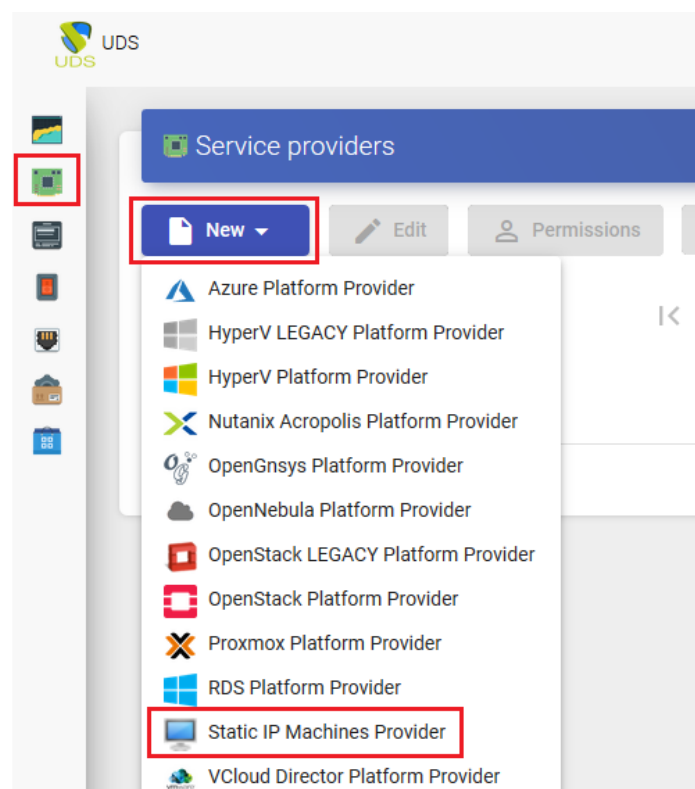 UDS
UDS
Service providers
New
Edit
Permissions
Azure Platform Provider
HyperV LEGACY Platform Provider
HyperV Platform Provider
Nutanix Acropolis Platform Provider
OpenGnsys Platform Provider
OpenNebula Platform Provider
OpenStack LEGACY Platform Provider
OpenStack Platform Provider
Proxmox Platform Provider
RDS Platform Provider
Static IP Machines Provider
VCloud Director Platform Provider